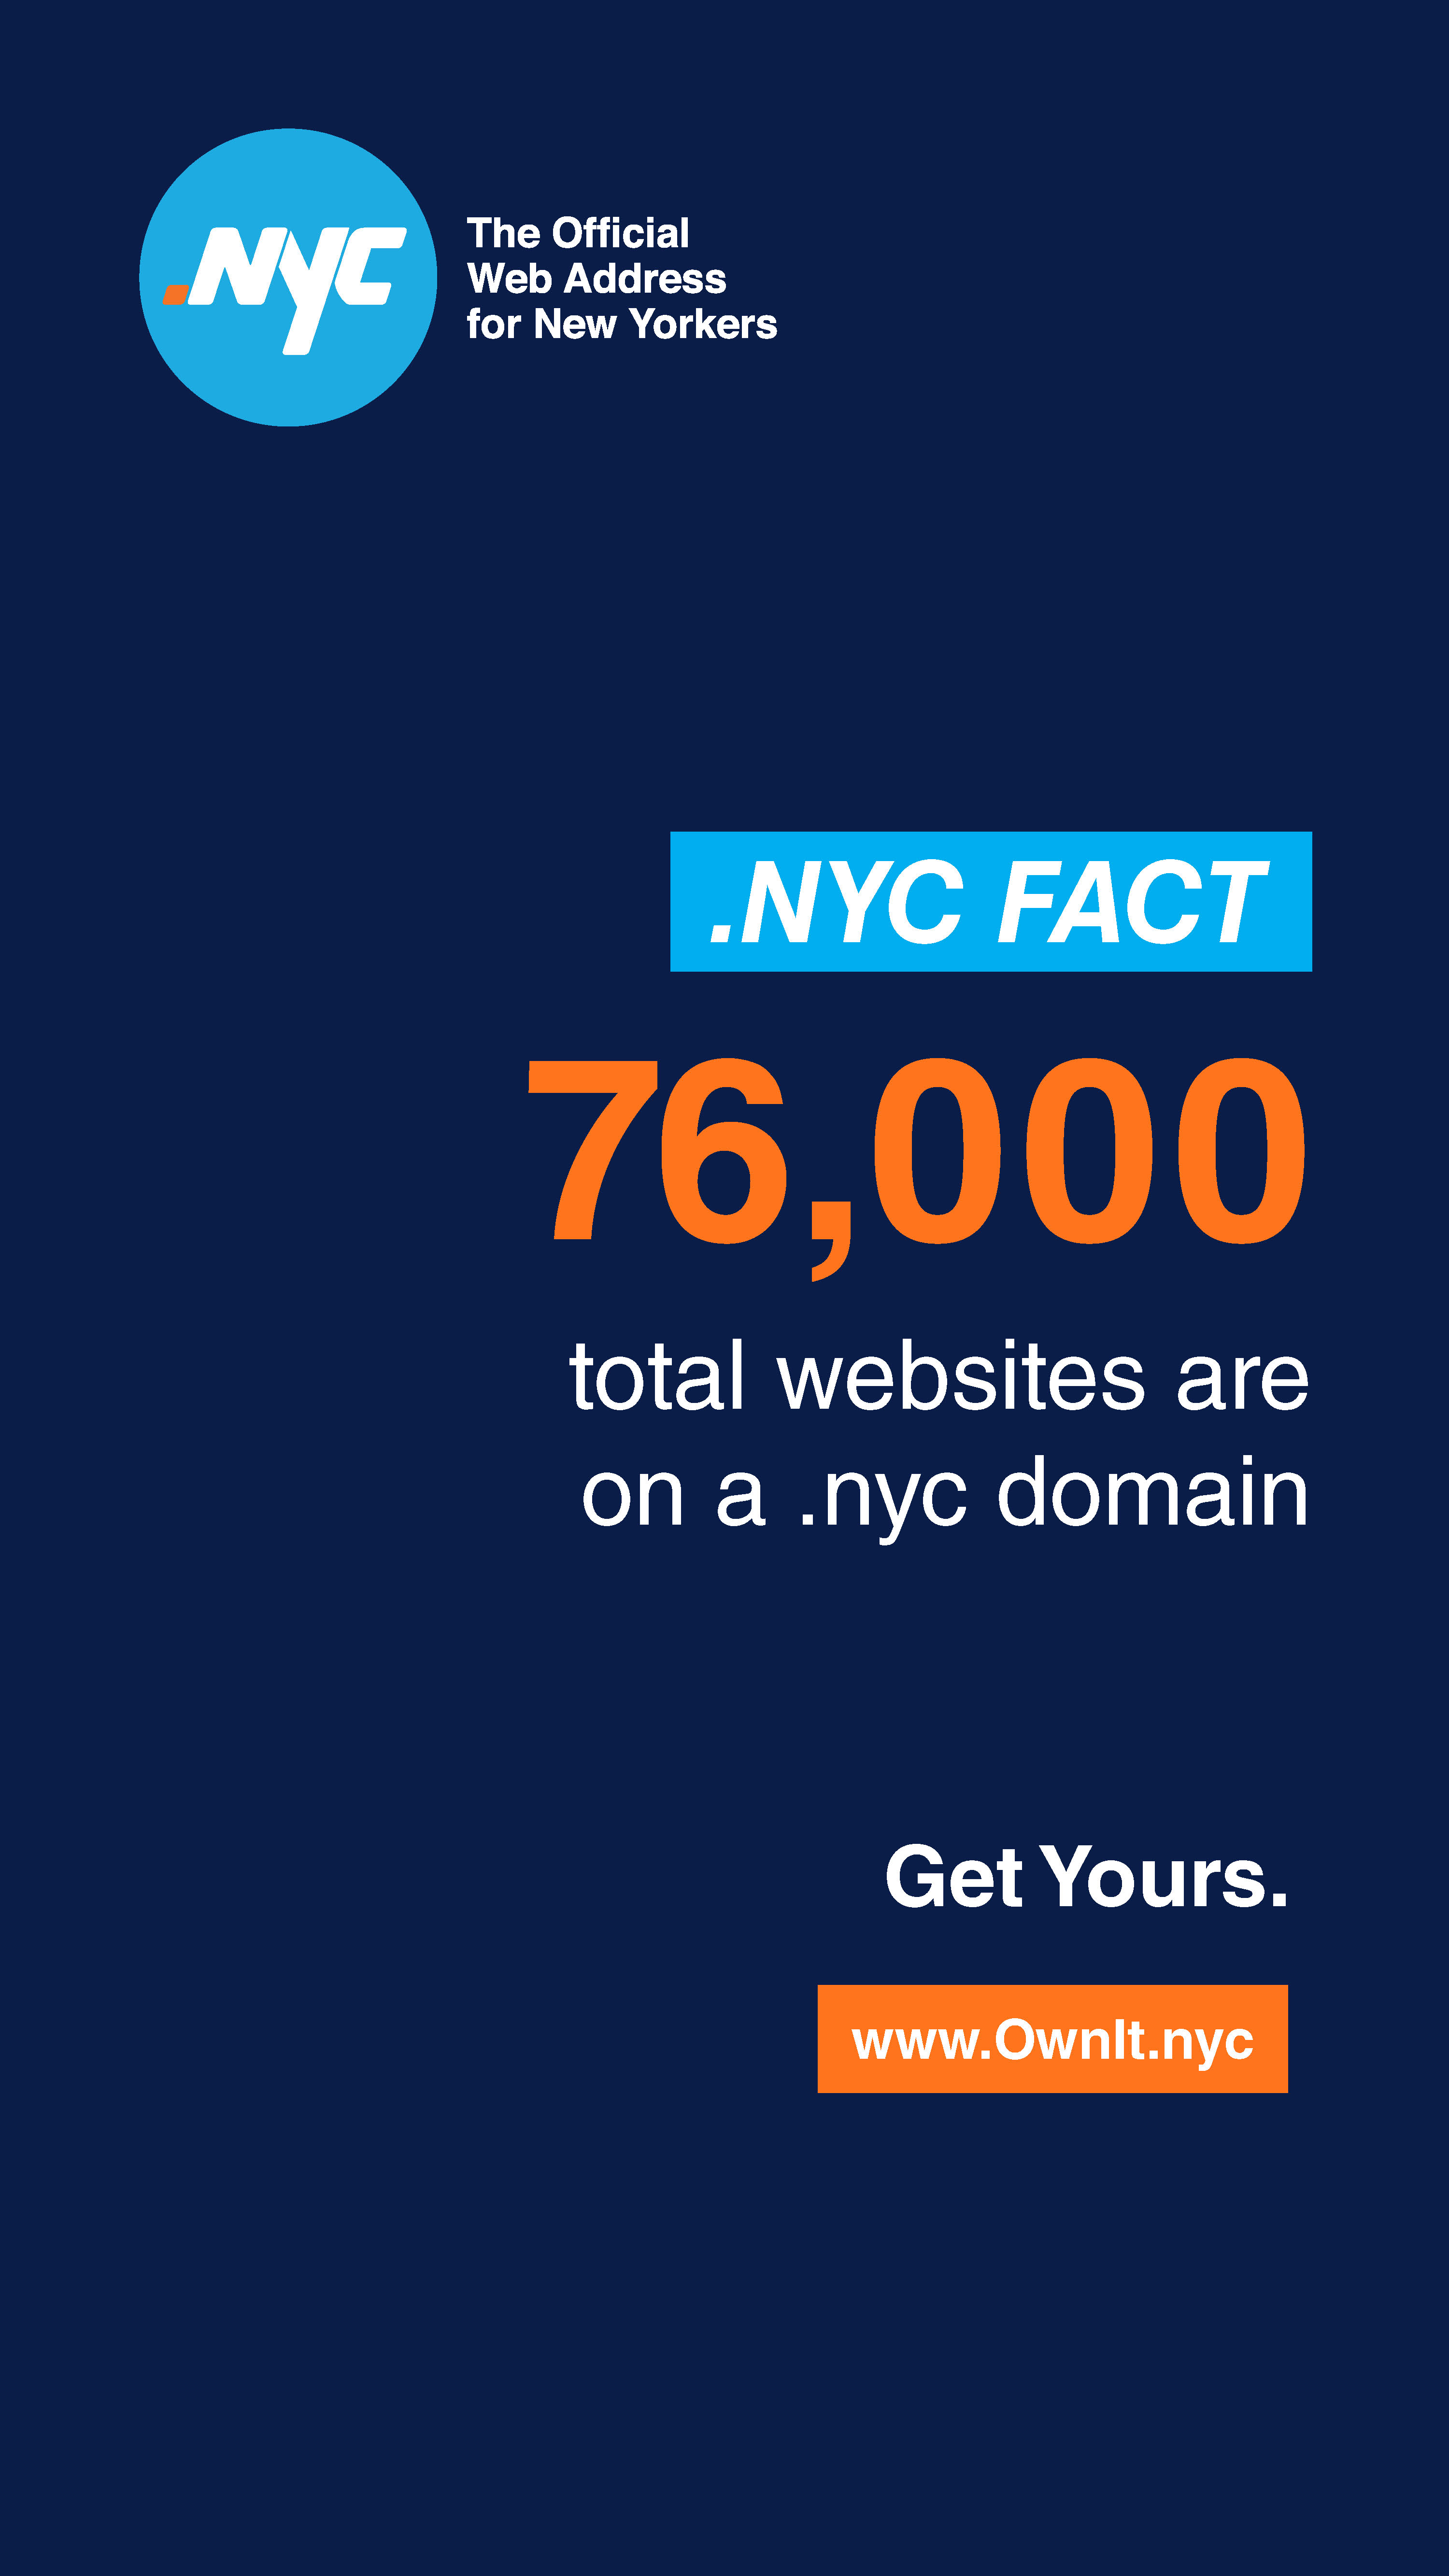 .NYC
The Official
Web Address
for New Yorkers
.NYC FACT
76,000
total websites are
on a .nyc domain
Get Yours.
www.OwnIt.nyc